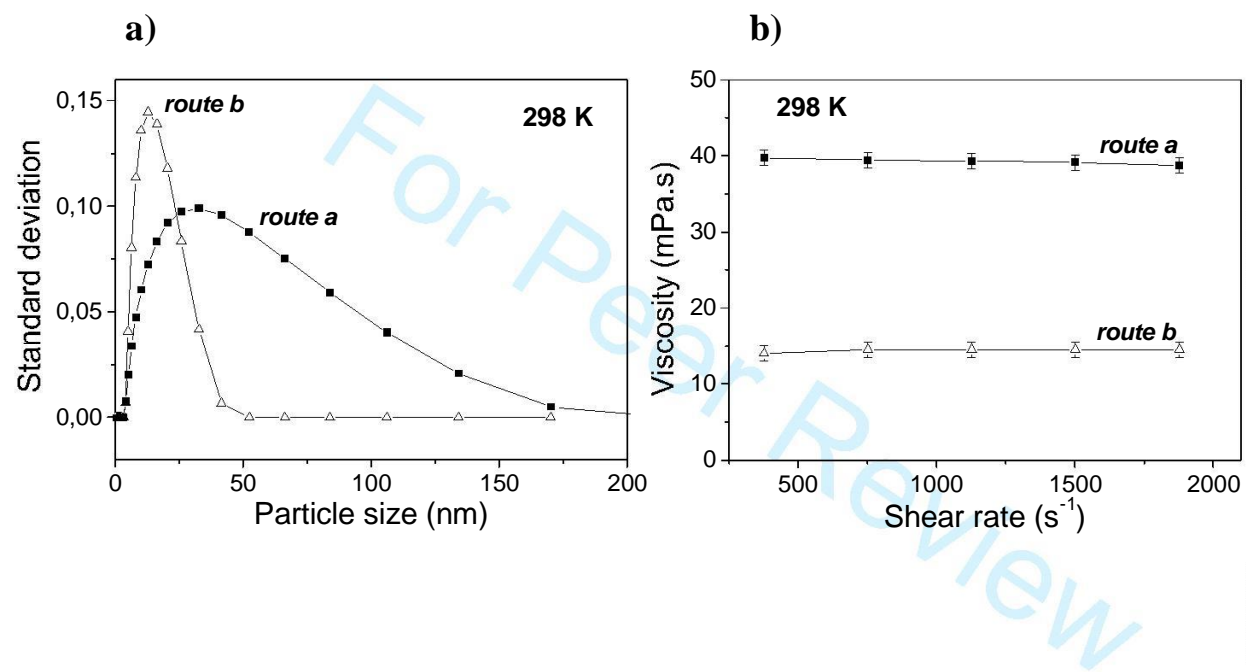 a)
0,15
0,10
0,05
0,00
Standard deviation
route b
298 K
route a
0
50
100
150
200
Particle size (nm)
b)
50
40
30
20
10
0
Viscosity (mPa.s)
298 K
route a
route b
500
1000
1500
2000
Shear rate (s⁻¹)
For Peer Review